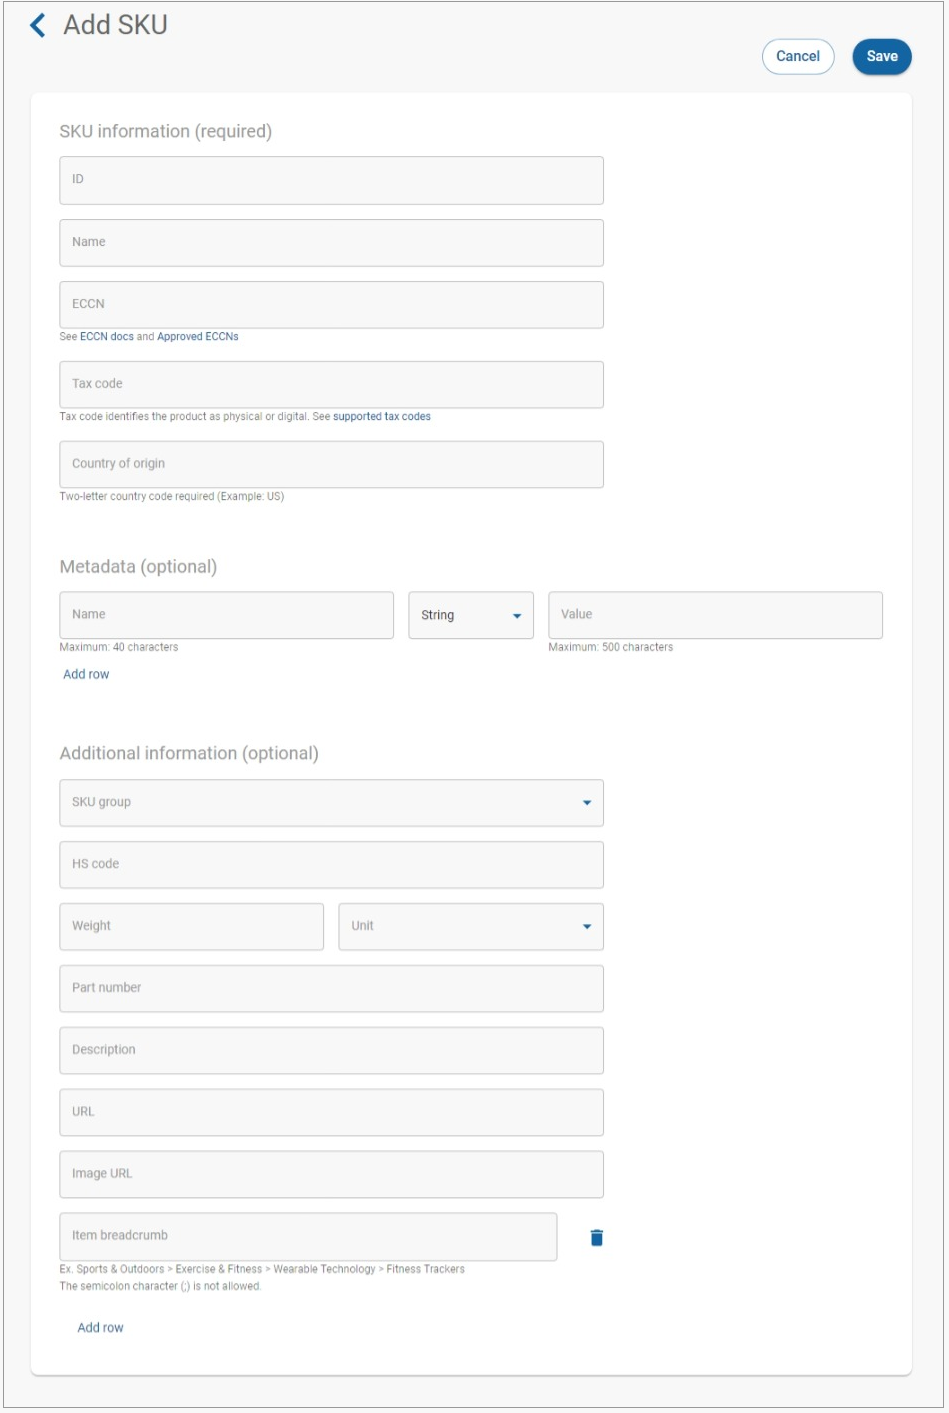 Add SKU
Cancel
Save
SKU information (required)
ID
Name
ECCN
See ECCN docs and Approved ECCNs
Tax code
Tax code identifies the product as physical or digital. See supported tax codes
Country of origin
Two-letter country code required (Example: US)
Metadata (optional)
Name
String
Value
Maximum: 40 characters
Maximum: 500 characters
Add row
Additional information (optional)
SKU group
HS code
Weight
Unit
Part number
Description
URL
Image URL
Item breadcrumb
Ex. Sports & Outdoors > Exercise & Fitness > Wearable Technology > Fitness Trackers
The semicolon character (;) is not allowed.
Add row